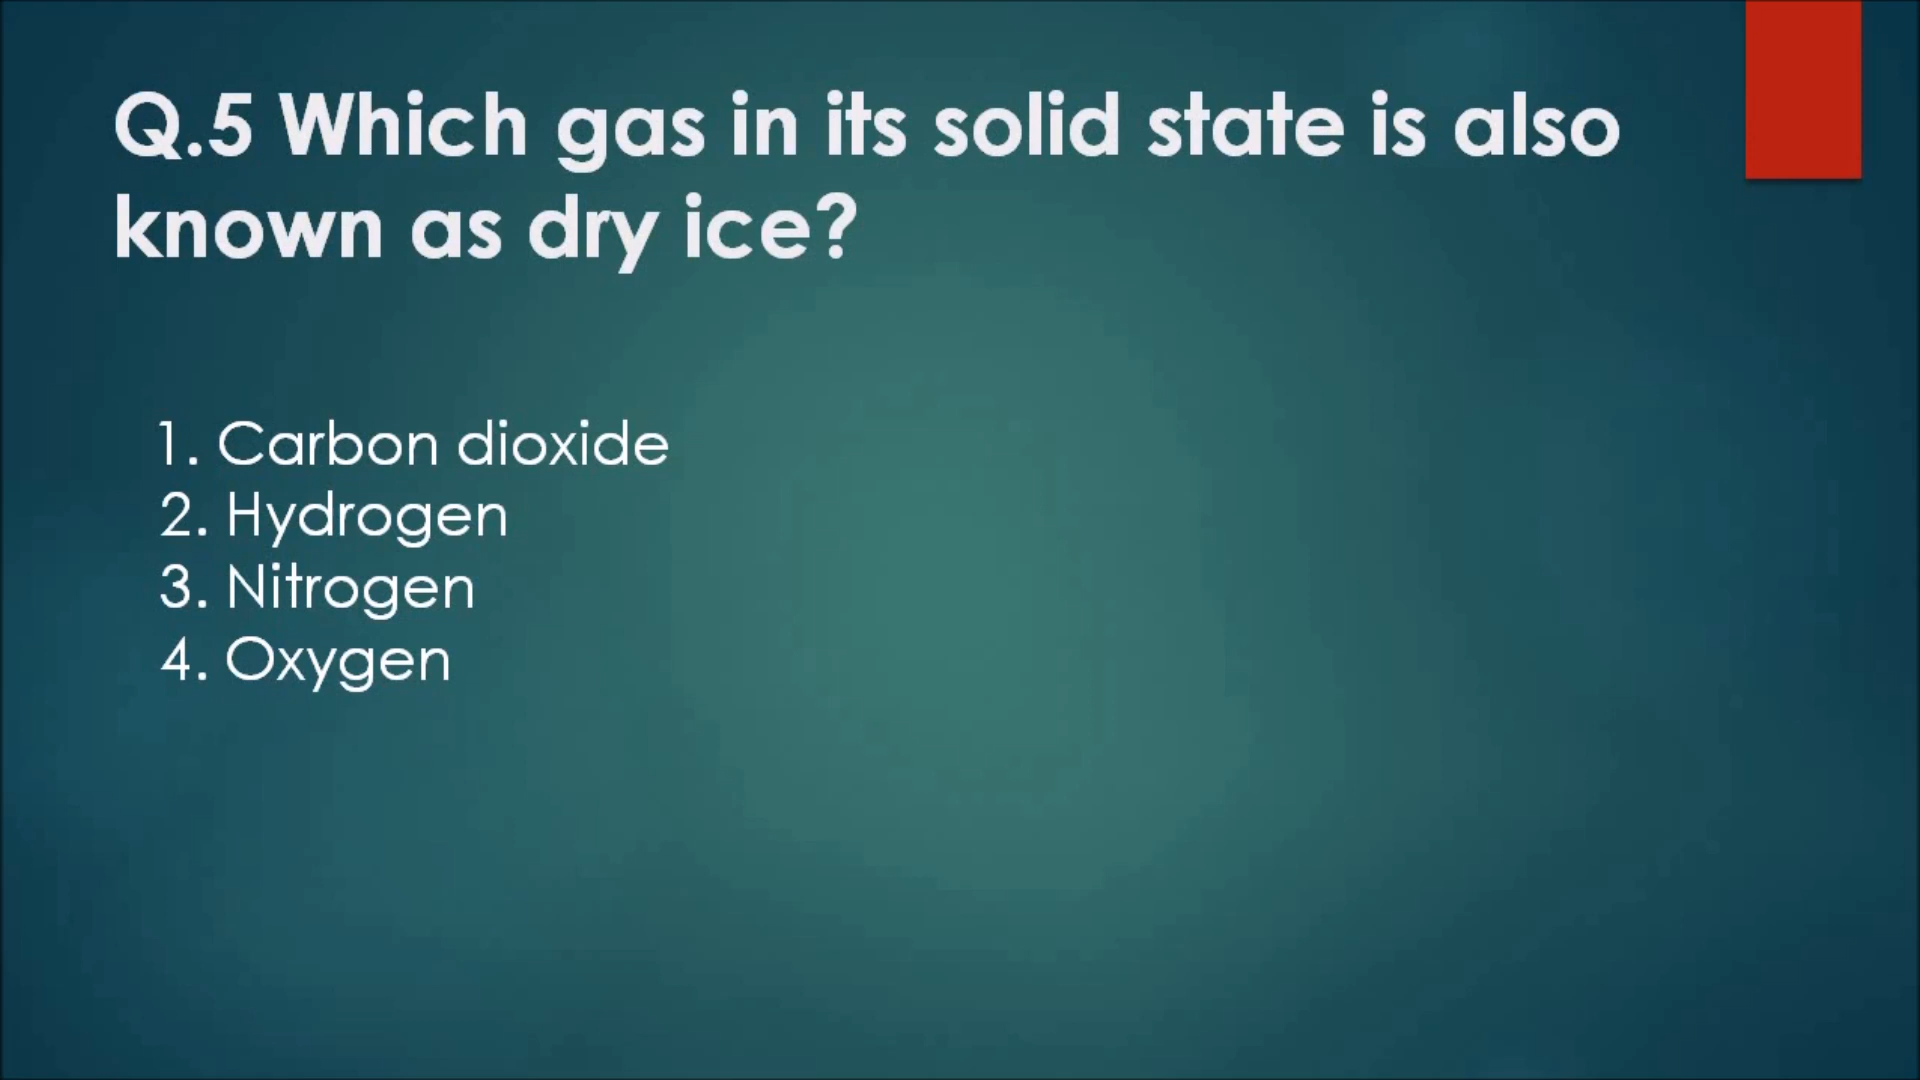 Q.5 Which gas in its solid state is also
known as dry ice?
1. Carbon dioxide
2. Hydrogen
3. Nitrogen
4. Oxygen